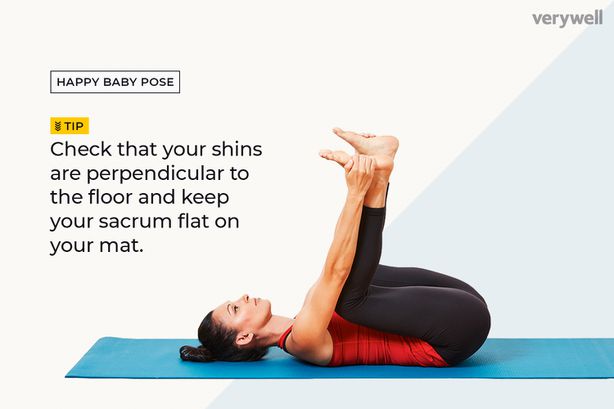 verywell
HAPPY BABY POSE
TIP
Check that your shins
are perpendicular to
the floor and keep
your sacrum flat on
your mat.